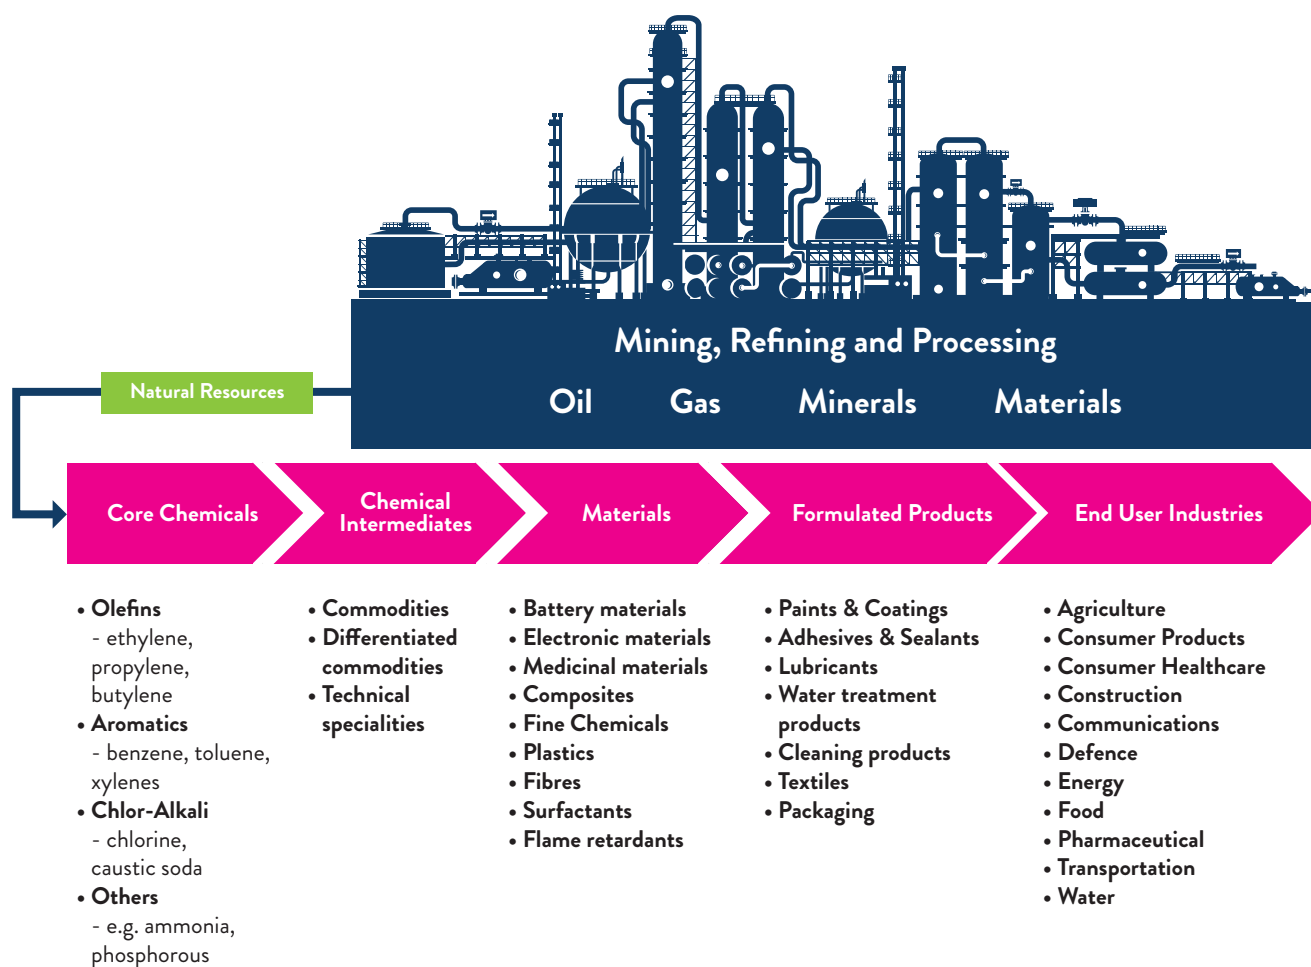 Mining, Refining and Processing
Oil Gas Minerals Materials
Natural Resources
Core Chemicals
Chemical
Intermediates
Materials
Formulated Products
End User Industries
• Olefins
- ethylene,
propylene,
butylene
• Aromatics
- benzene, toluene,
xylenes
• Chlor-Alkali
- chlorine,
caustic soda
• Others
- e.g. ammonia,
phosphorous
• Commodities
• Differentiated
commodities
• Technical
specialities
• Battery materials
• Electronic materials
• Medicinal materials
• Composites
• Fine Chemicals
• Plastics
• Fibres
• Surfactants
• Flame retardants
• Paints & Coatings
• Adhesives & Sealants
• Lubricants
• Water treatment
products
• Cleaning products
• Textiles
• Packaging
• Agriculture
• Consumer Products
• Consumer Healthcare
• Construction
• Communications
• Defence
• Energy
• Food
• Pharmaceutical
• Transportation
• Water